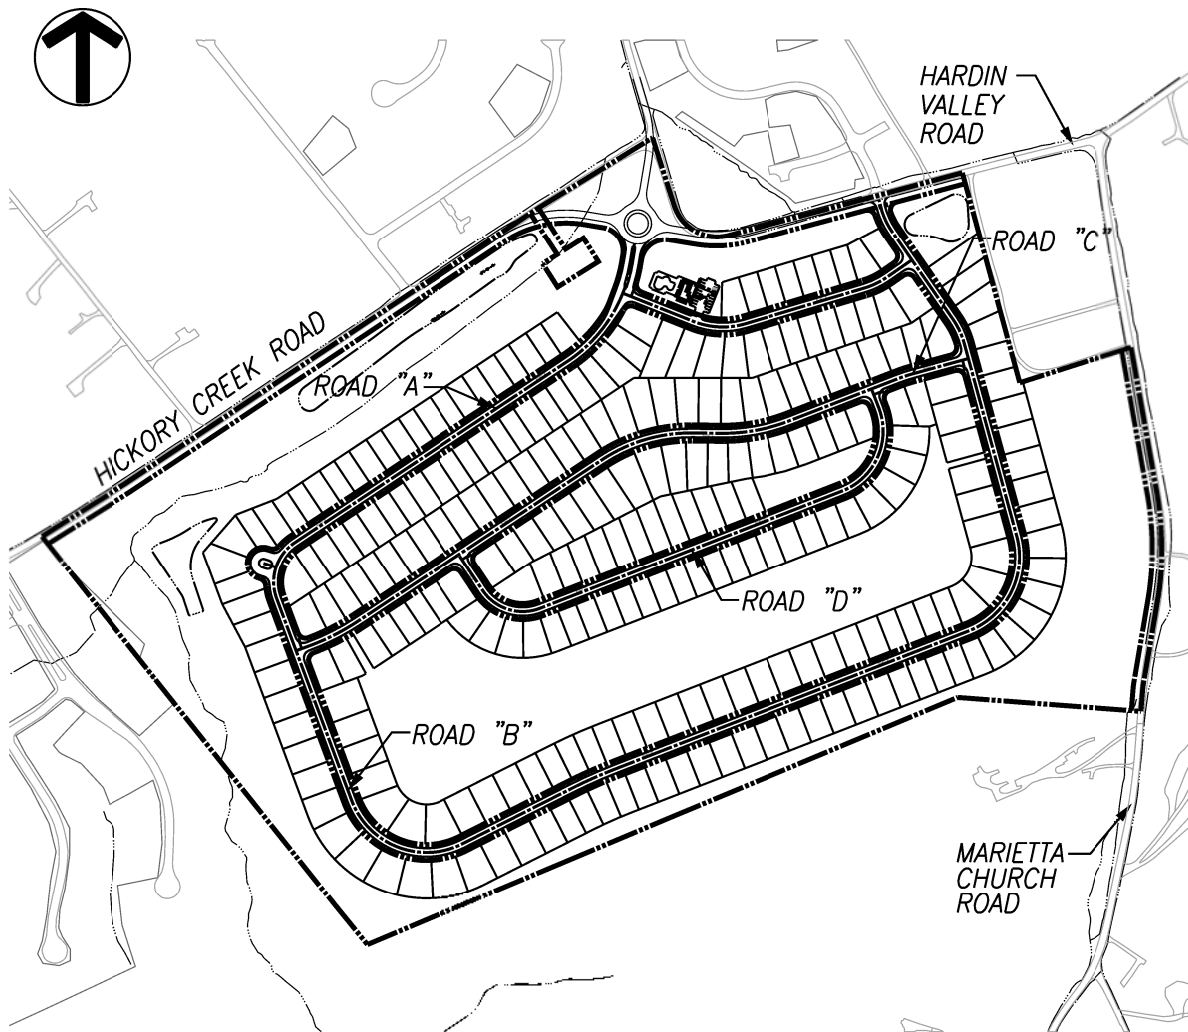 HARDIN
VALLEY
ROAD
ROAD "C"
HICKORY CREEK ROAD
ROAD "A"
ROAD "D"
ROAD "B"
MARIETTA
CHURCH
ROAD